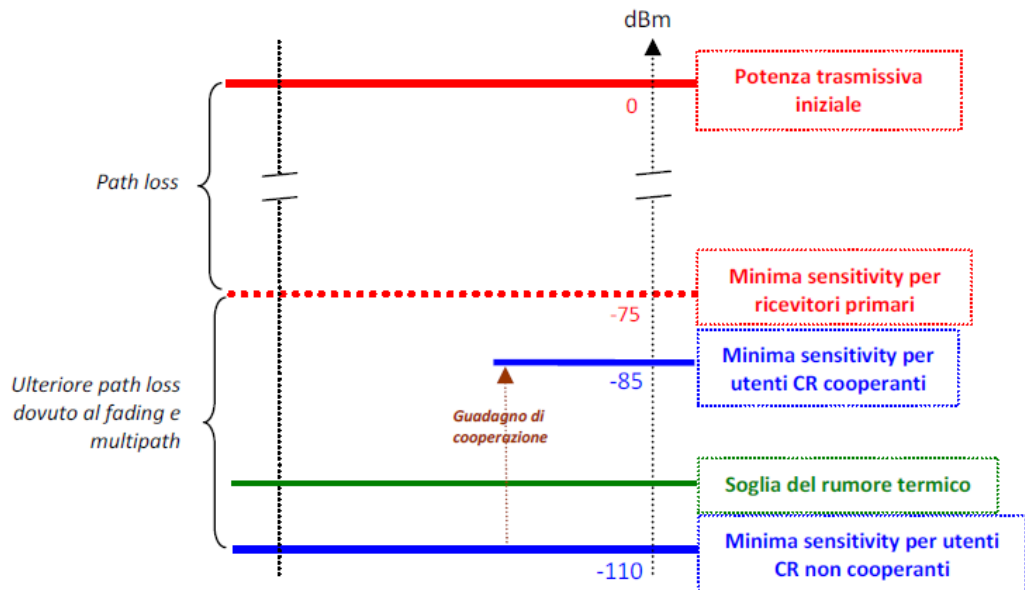 dBm
Potenza trasmissiva
iniziale
0
Path loss
Minima sensitivity per
ricevitori primari
-75
Minima sensitivity per
utenti CR cooperanti
-85
Ulteriore path loss
dovuto al fading e
multipath
Guadagno di
cooperazione
Soglia del rumore termico
Minima sensitivity per utenti
CR non cooperanti
-110